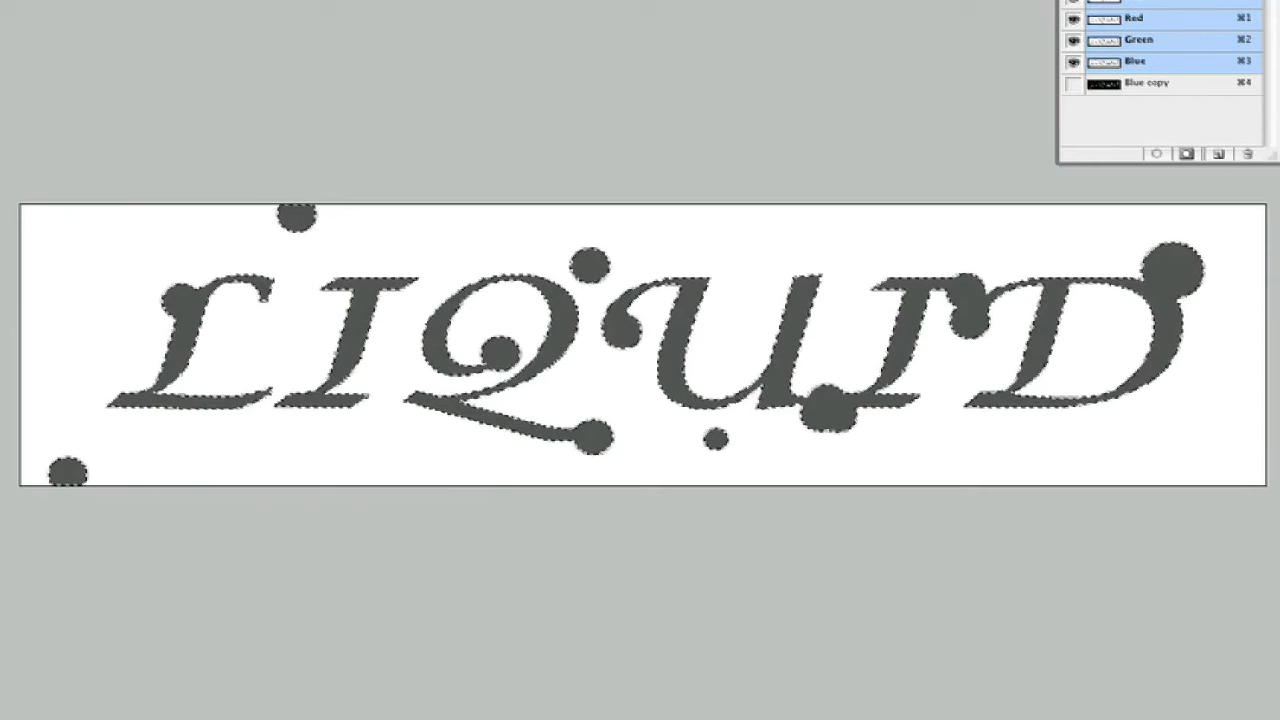 Red ⌘1
Green ⌘2
Blue ⌘3
Blue copy ⌘4
LIQUID